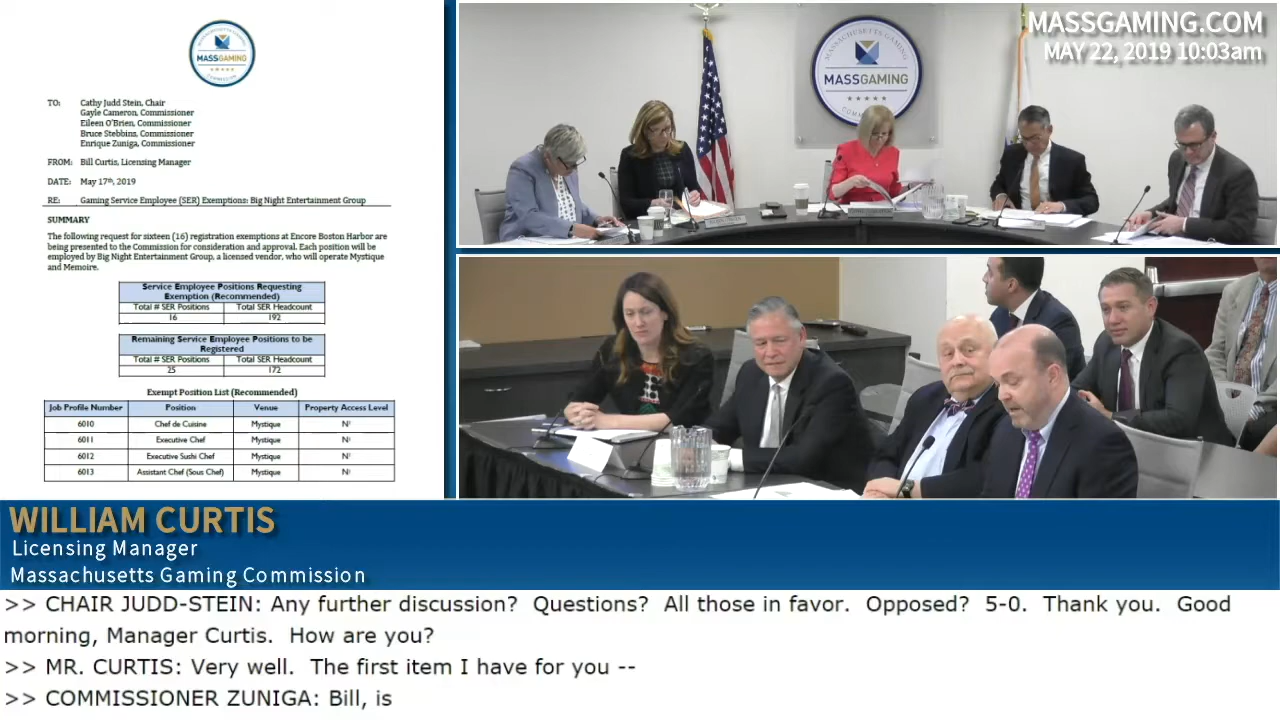 MASSACHUSETTS GAMING
MASSGAMING
COMMISSION
TO: Cathy Judd Stein, Chair
Gayle Cameron, Commissioner
Eileen O'Brien, Commissioner
Bruce Stebbins, Commissioner
Enrique Zuniga, Commissioner
FROM: Bill Curtis, Licensing Manager
DATE: May 17th, 2019
RE: Gaming Service Employee (SER) Exemptions: Big Night Entertainment Group
SUMMARY
The following request for sixteen (16) registration exemptions at Encore Boston Harbor are
being presented to the Commission for consideration and approval. Each position will be
employed by Big Night Entertainment Group, a licensed vendor, who will operate Mystique
and Memoire.
Service Employee Positions Requesting
Exemption (Recommended)
Total # SER Positions Total SER Headcount
16 192
Remaining Service Employee Positions to be
Registered
Total # SER Positions Total SER Headcount
25 172
Exempt Position List (Recommended)
Job Profile Number Position Venue Property Access Level
6010 Chef de Cuisine Mystique N¹
6011 Executive Chef Mystique N¹
6012 Executive Sushi Chef Mystique N¹
6013 Assistant Chef (Sous Chef) Mystique N¹
MASSACHUSETTS GAMING
MASSGAMING
MASSGAMING.COM
MAY 22, 2019 10:03am
WILLIAM CURTIS
Licensing Manager
Massachusetts Gaming Commission
>> CHAIR JUDD-STEIN: Any further discussion? Questions? All those in favor. Opposed? 5-0. Thank you. Good
morning, Manager Curtis. How are you?
>> MR. CURTIS: Very well. The first item I have for you --
>> COMMISSIONER ZUNIGA: Bill, is